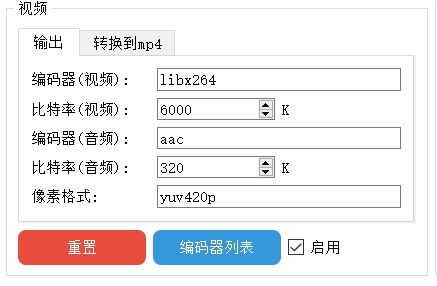 视频
输出 转换到mp4
编码器(视频): libx264
比特率(视频): 6000 K
编码器(音频): aac
比特率(音频): 320 K
像素格式: yuv420p
重置 编码器列表 启用